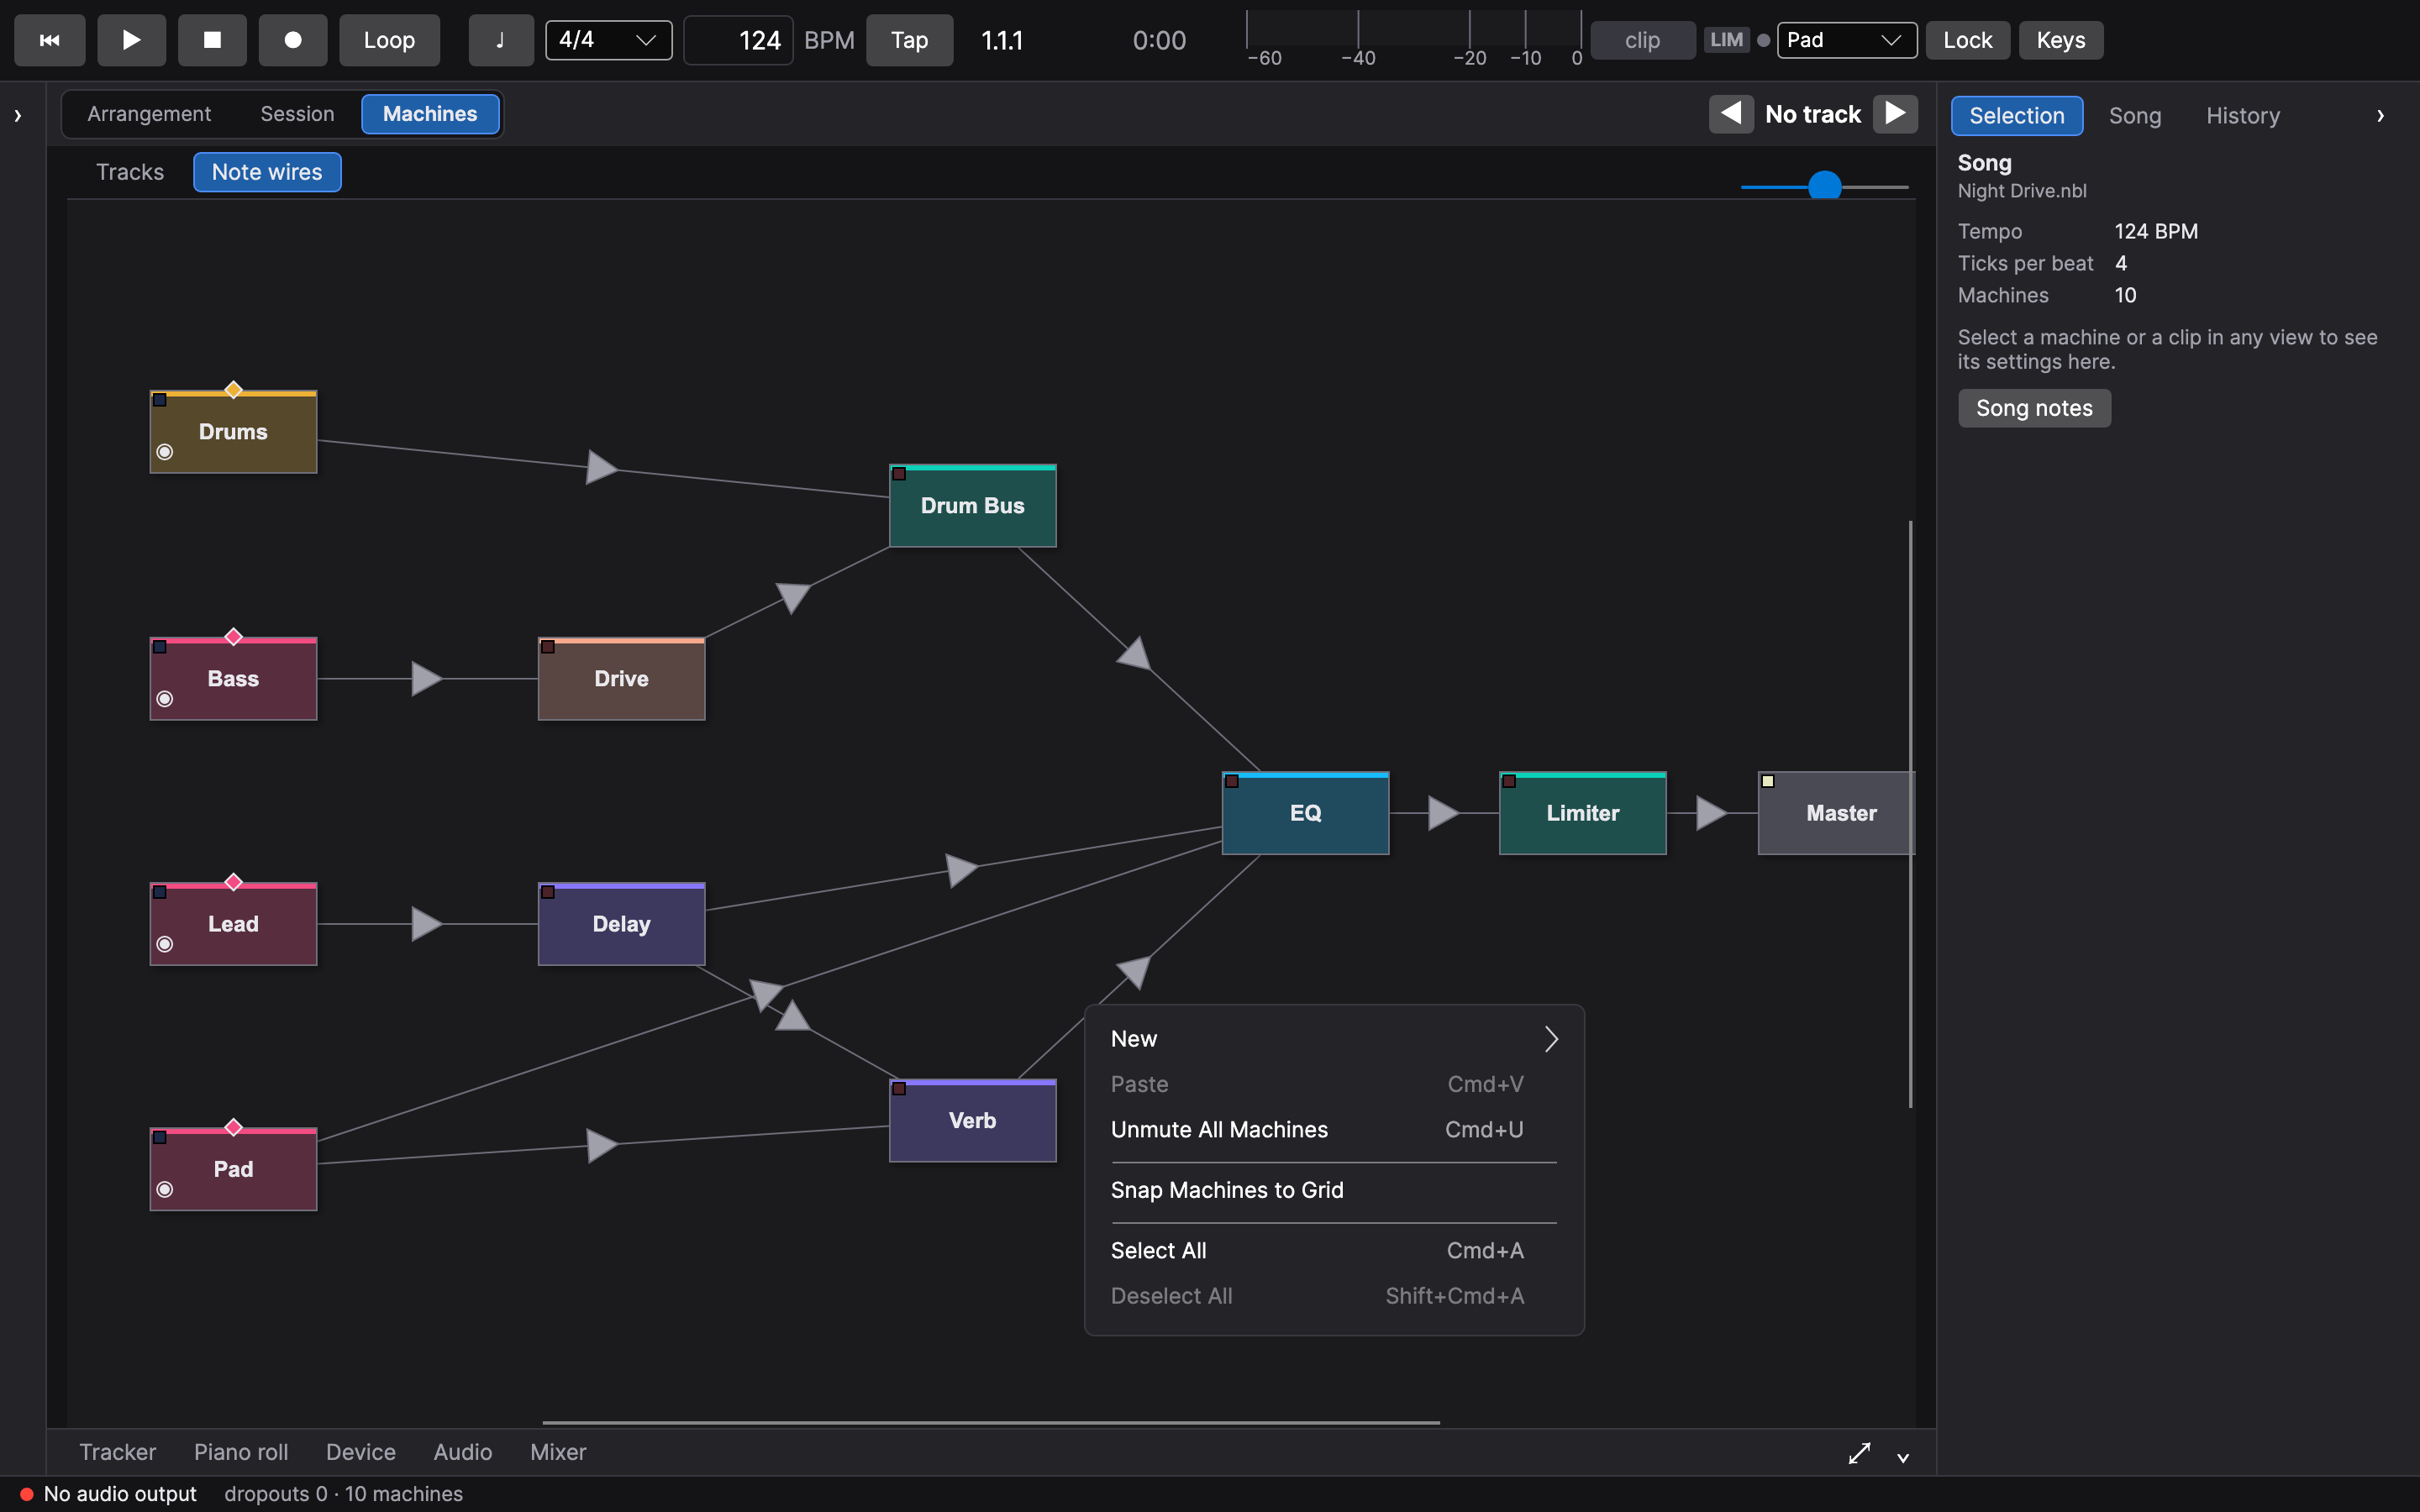 Loop
4/4
124 BPM
Tap
1.1.1
0:00
−60 −40 −20 −10 0
clip
LIM
Pad
Lock
Keys
Arrangement Session Machines
No track
Selection Song History
Tracks Note wires
Song
Night Drive.nbl
Tempo 124 BPM
Ticks per beat 4
Machines 10
Select a machine or a clip in any view to see
its settings here.
Song notes
Drums
Drum Bus
Bass
Drive
EQ
Limiter
Master
Lead
Delay
Verb
Pad
New
Paste Cmd+V
Unmute All Machines Cmd+U
Snap Machines to Grid
Select All Cmd+A
Deselect All Shift+Cmd+A
Tracker Piano roll Device Audio Mixer
No audio output dropouts 0 · 10 machines